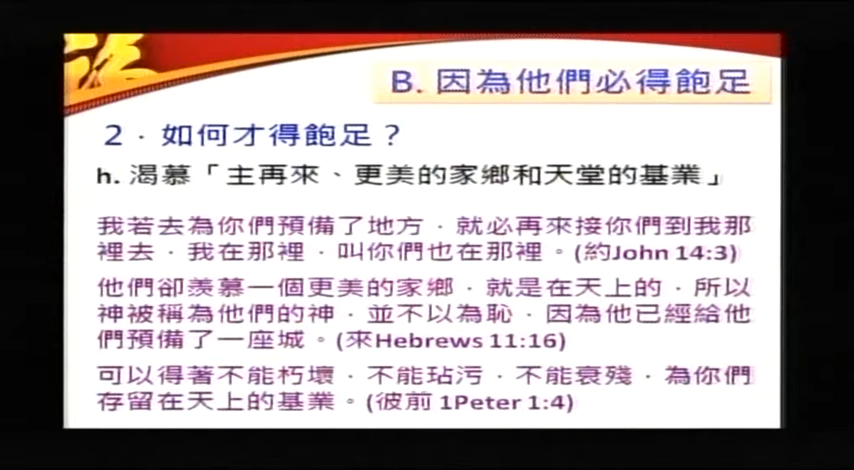 B. 因為他們必得飽足
2．如何才得飽足？
h. 渴慕「主再來、更美的家鄉和天堂的基業」
我若去為你們預備了地方．就必再來接你們到我那
裡去．我在那裡．叫你們也在那裡。(約John 14:3)
他們卻羨慕一個更美的家鄉．就是在天上的．所以
神被稱為他們的神．並不以為恥．因為他已經給他
們預備了一座城。(來Hebrews 11:16)
可以得著不能朽壞．不能玷污．不能衰殘．為你們
存留在天上的基業。(彼前 1Peter 1:4)